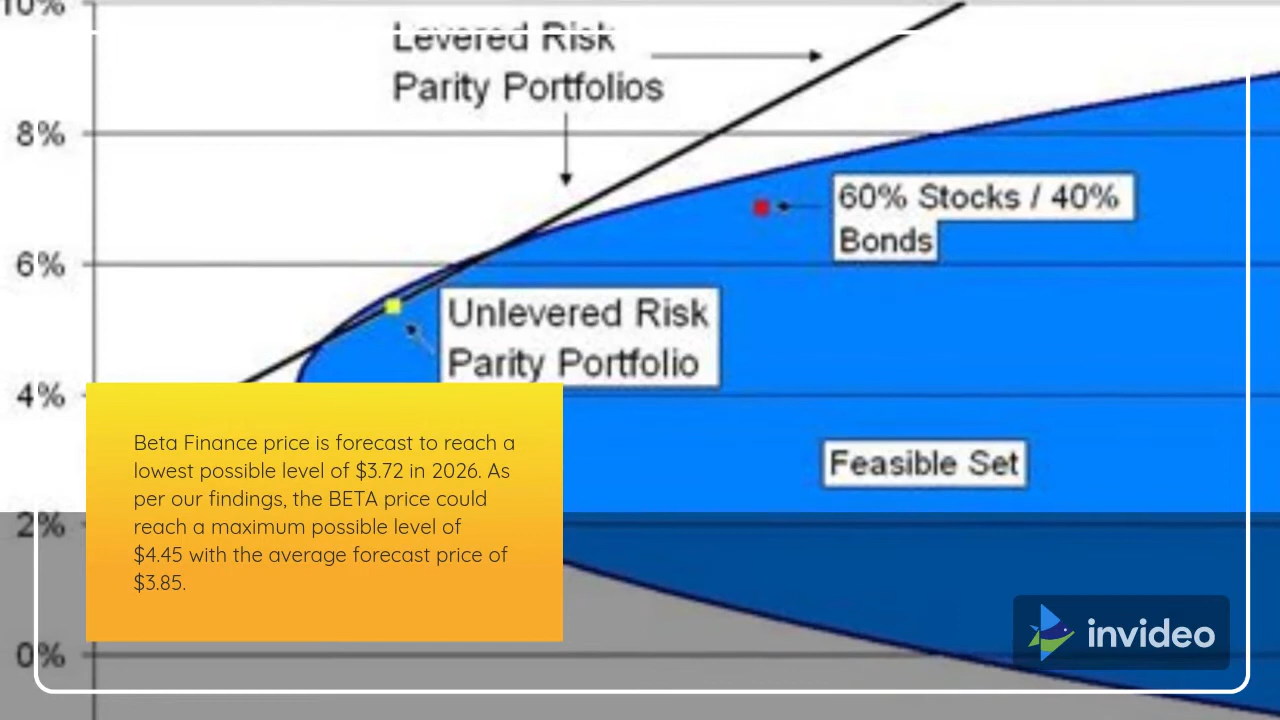 10%
Levered Risk
Parity Portfolios
8%
60% Stocks / 40%
Bonds
6%
Unlevered Risk
Parity Portfolio
4%
Beta Finance price is forecast to reach a
lowest possible level of $3.72 in 2026. As
per our findings, the BETA price could
reach a maximum possible level of
$4.45 with the average forecast price of
$3.85.
Feasible Set
2%
0%
invideo